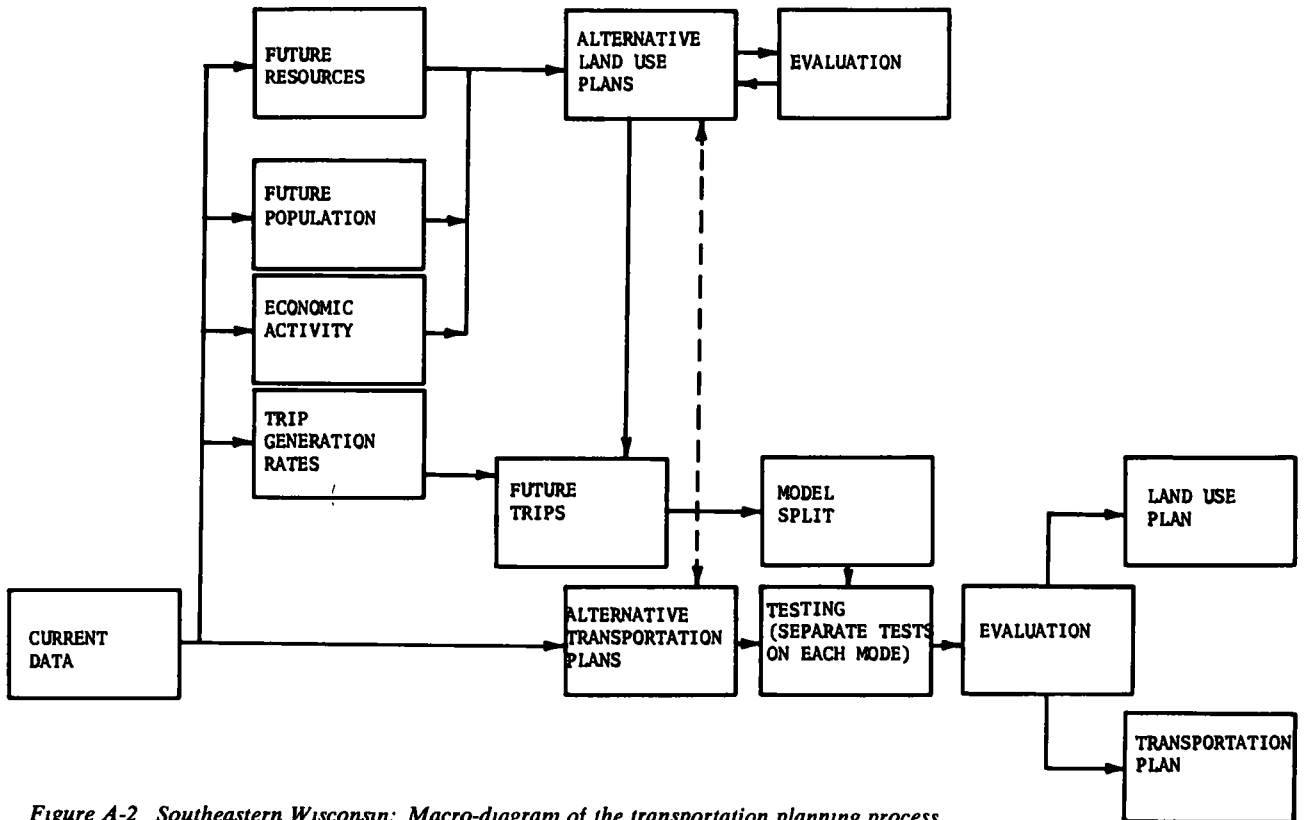 FUTURE
RESOURCES
ALTERNATIVE
LAND USE
PLANS
EVALUATION
FUTURE
POPULATION
ECONOMIC
ACTIVITY
TRIP
GENERATION
RATES
FUTURE
TRIPS
MODEL
SPLIT
LAND USE
PLAN
CURRENT
DATA
ALTERNATIVE
TRANSPORTATION
PLANS
TESTING
(SEPARATE TESTS
ON EACH MODE)
EVALUATION
TRANSPORTATION
PLAN
Figure A-2 Southeastern Wisconsin: Macro-diagram of the transportation planning process